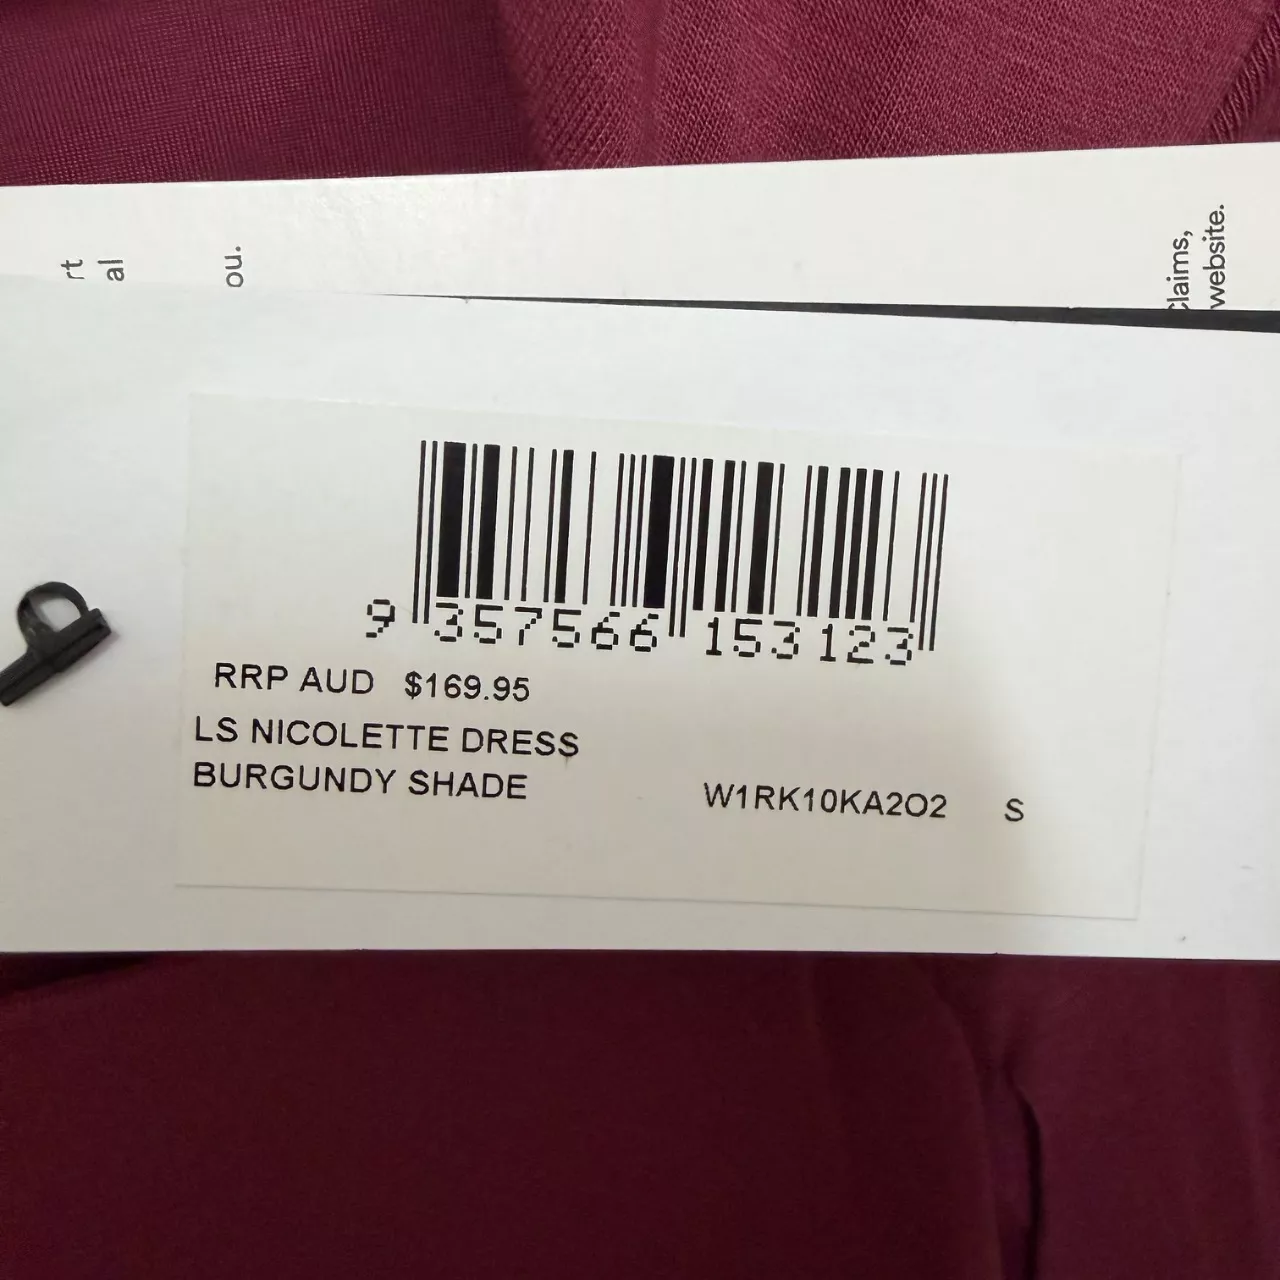 rt
al
ou.
claims,
website.
9 357566 153123
RRP AUD $169.95
LS NICOLETTE DRESS
BURGUNDY SHADE
W1RK10KA2O2 S